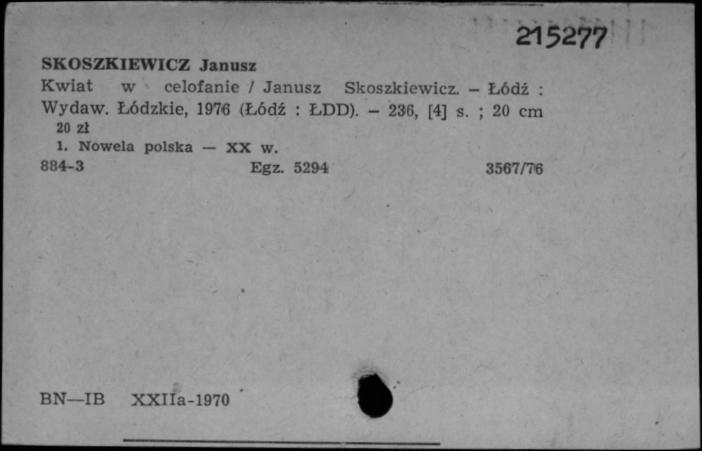 215277
SKOSZKIEWICZ Janusz
Kwiat w celofanie / Janusz Skoszkiewicz. — Łódź :
Wydaw. Łódzkie, 1976 (Łódź : ŁDD). — 236, [4] s. ; 20 cm
20 zł
1. Nowela polska — XX w.
884-3 Egz. 5294 3567/76
BN—IB XXIIa-1970